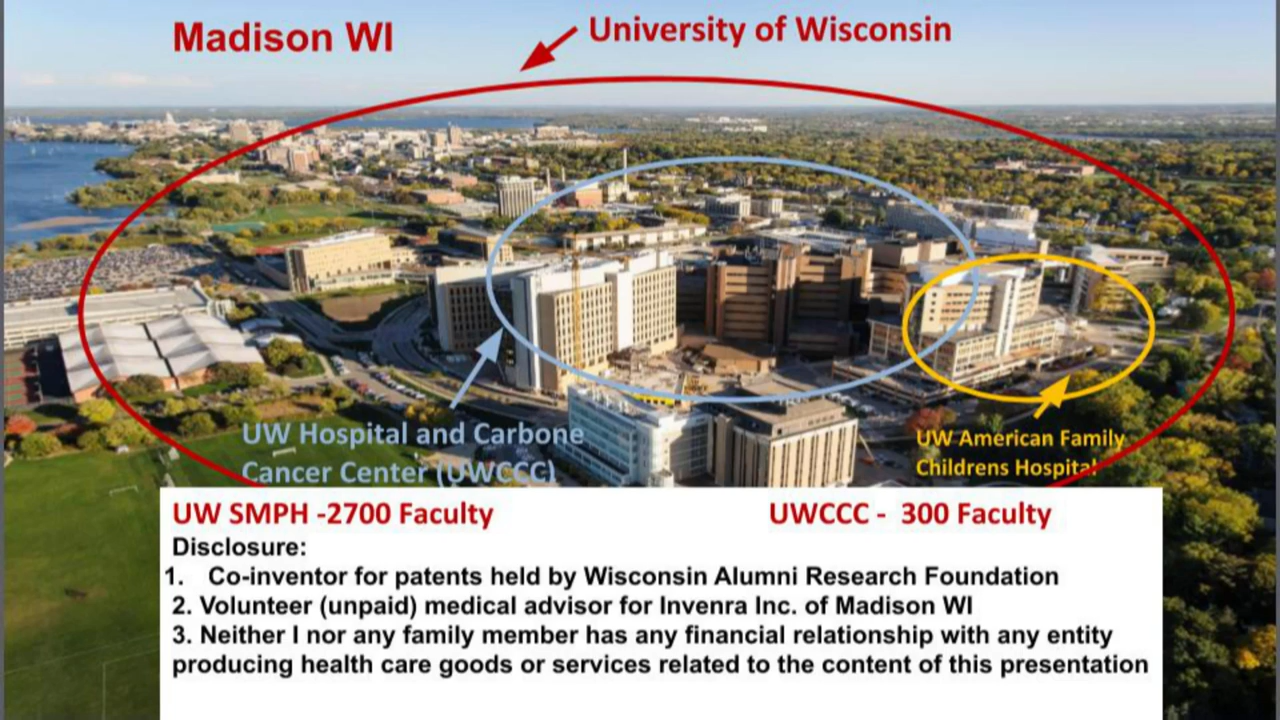 Madison WI
University of Wisconsin
UW Hospital and Carbone
Cancer Center (UWCCC)
UW American Family
Childrens Hospital
UW SMPH -2700 Faculty
UWCCC - 300 Faculty
Disclosure:
1. Co-inventor for patents held by Wisconsin Alumni Research Foundation
2. Volunteer (unpaid) medical advisor for Invenra Inc. of Madison WI
3. Neither I nor any family member has any financial relationship with any entity
producing health care goods or services related to the content of this presentation